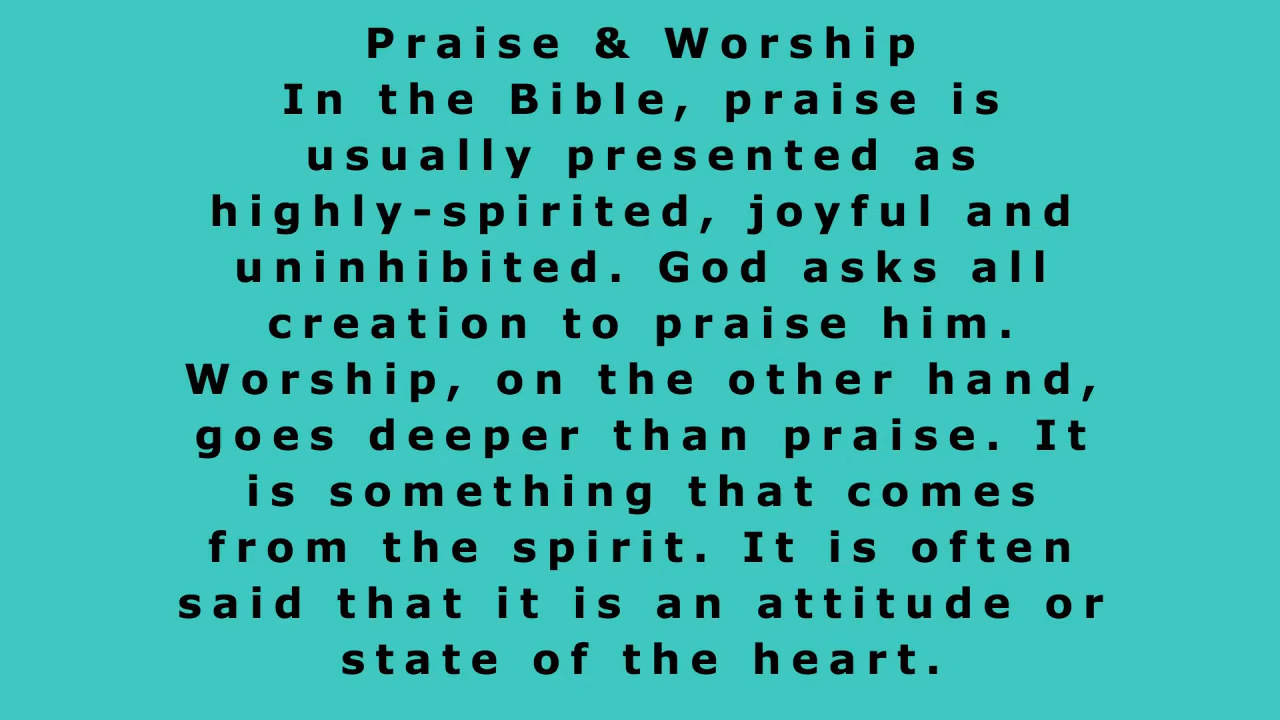 Praise & Worship
In the Bible, praise is
usually presented as
highly-spirited, joyful and
uninhibited. God asks all
creation to praise him.
Worship, on the other hand,
goes deeper than praise. It
is something that comes
from the spirit. It is often
said that it is an attitude or
state of the heart.